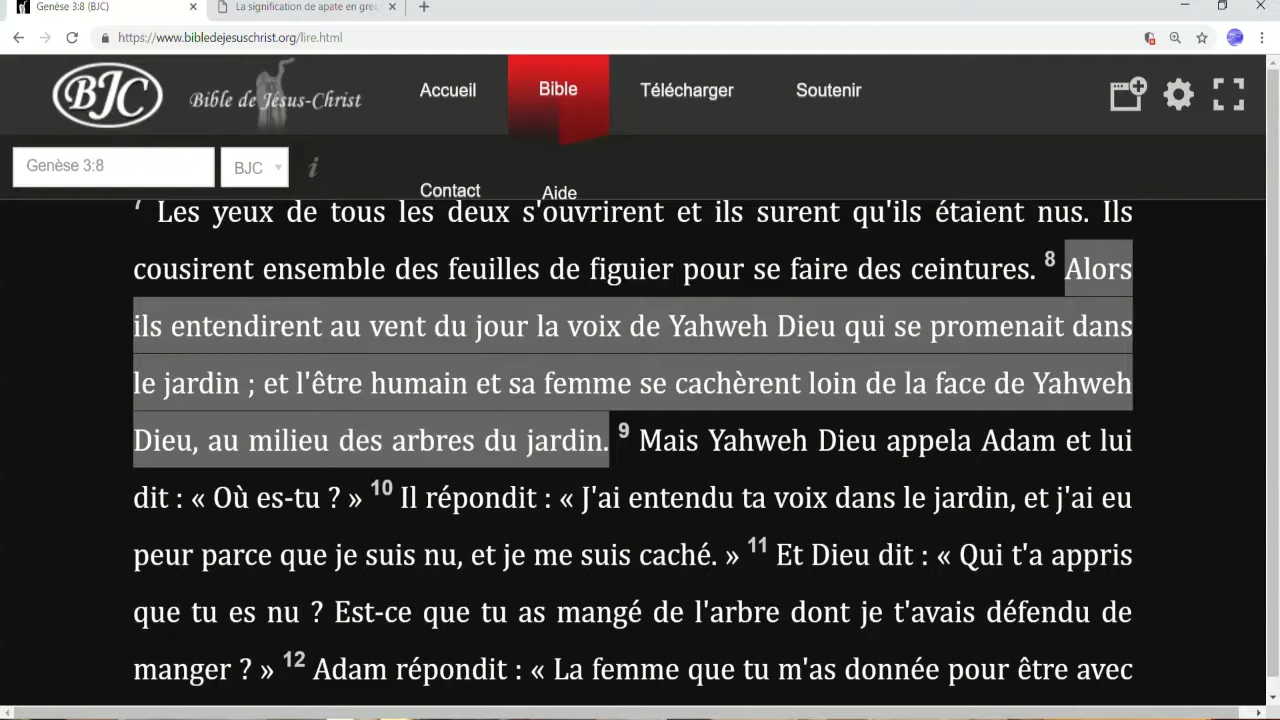 Genèse 3:8 (BJC)
La signification de apate en grec
https://www.bibledejesuschrist.org/lire.html
BJC Bible de Jésus-Christ Accueil Bible Télécharger Soutenir
Genèse 3:8 BJC i
Contact Aide
7 Les yeux de tous les deux s'ouvrirent et ils surent qu'ils étaient nus. Ils
cousirent ensemble des feuilles de figuier pour se faire des ceintures. 8 Alors
ils entendirent au vent du jour la voix de Yahweh Dieu qui se promenait dans
le jardin ; et l'être humain et sa femme se cachèrent loin de la face de Yahweh
Dieu, au milieu des arbres du jardin. 9 Mais Yahweh Dieu appela Adam et lui
dit : « Où es-tu ? » 10 Il répondit : « J'ai entendu ta voix dans le jardin, et j'ai eu
peur parce que je suis nu, et je me suis caché. » 11 Et Dieu dit : « Qui t'a appris
que tu es nu ? Est-ce que tu as mangé de l'arbre dont je t'avais défendu de
manger ? » 12 Adam répondit : « La femme que tu m'as donnée pour être avec